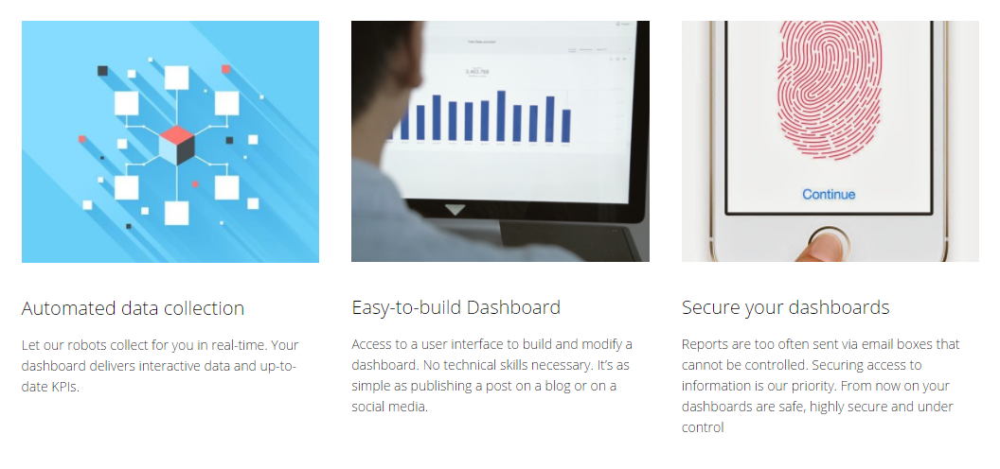 3,462,768
Continue
Automated data collection
Let our robots collect for you in real-time. Your
dashboard delivers interactive data and up-to-
date KPIs.
Easy-to-build Dashboard
Access to a user interface to build and modify a
dashboard. No technical skills necessary. It's as
simple as publishing a post on a blog or on a
social media.
Secure your dashboards
Reports are too often sent via email boxes that
cannot be controlled. Securing access to
information is our priority. From now on your
dashboards are safe, highly secure and under
control